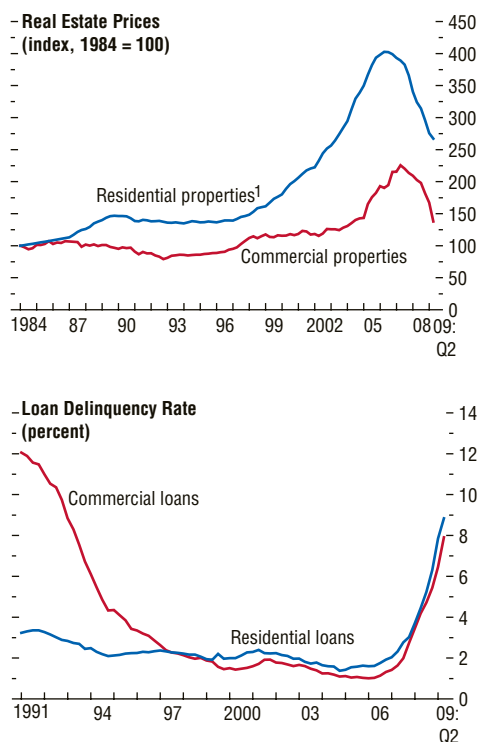 Real Estate Prices
(index, 1984 = 100)
450
400
350
300
250
200
150
100
50
0
Residential properties¹
Commercial properties
1984 87 90 93 96 99 2002 05 08 09:
Q2
Loan Delinquency Rate
(percent)
14
12
10
8
6
4
2
0
Commercial loans
Residential loans
1991 94 97 2000 03 06 09:
Q2